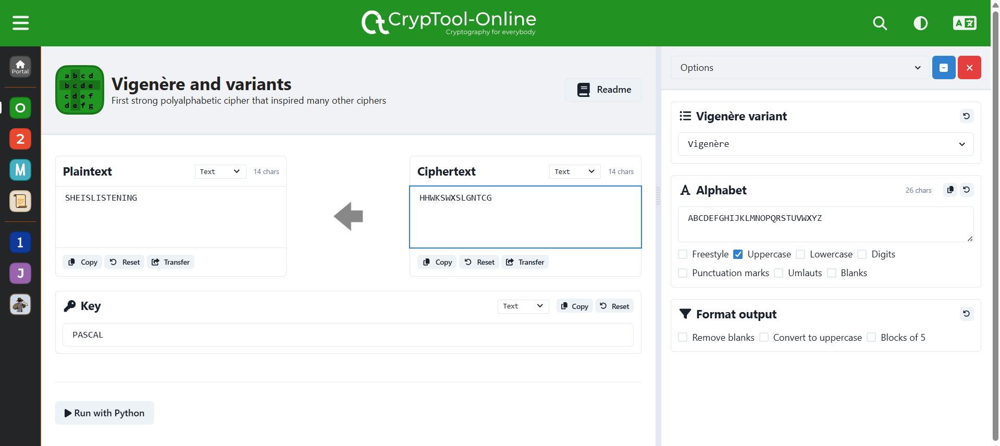 CrypTool-Online
Cryptography for everybody
Portal
O
2
M
1
J
a b c d
b c d e
c d e f
d e f g
Vigenère and variants
First strong polyalphabetic cipher that inspired many other ciphers
Readme
Plaintext
Text
14 chars
SHEISLISTENING
Copy
Reset
Transfer
Ciphertext
Text
14 chars
HHWKSWXSLGNTCG
Copy
Reset
Transfer
Key
Text
Copy
Reset
PASCAL
Run with Python
Options
Vigenère variant
Vigenère
Alphabet
26 chars
ABCDEFGHIJKLMNOPQRSTUVWXYZ
Freestyle Uppercase Lowercase Digits
Punctuation marks Umlauts Blanks
Format output
Remove blanks Convert to uppercase Blocks of 5